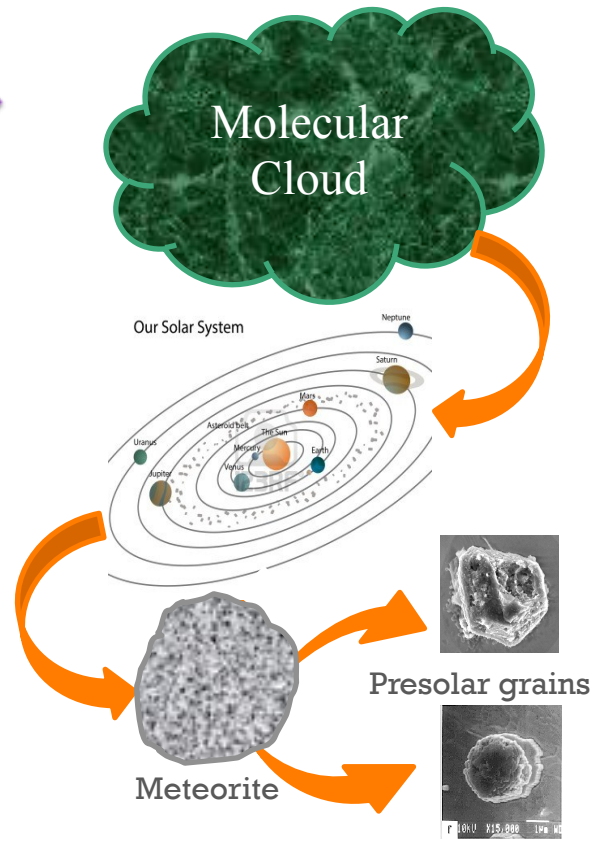 Molecular
Cloud
Our Solar System
Neptune
Saturn
Mars
Asteroid belt
The Sun
Uranus
Mercury
Earth
Venus
Jupiter
Presolar grains
Meteorite
10kV X15,000 1µm WD